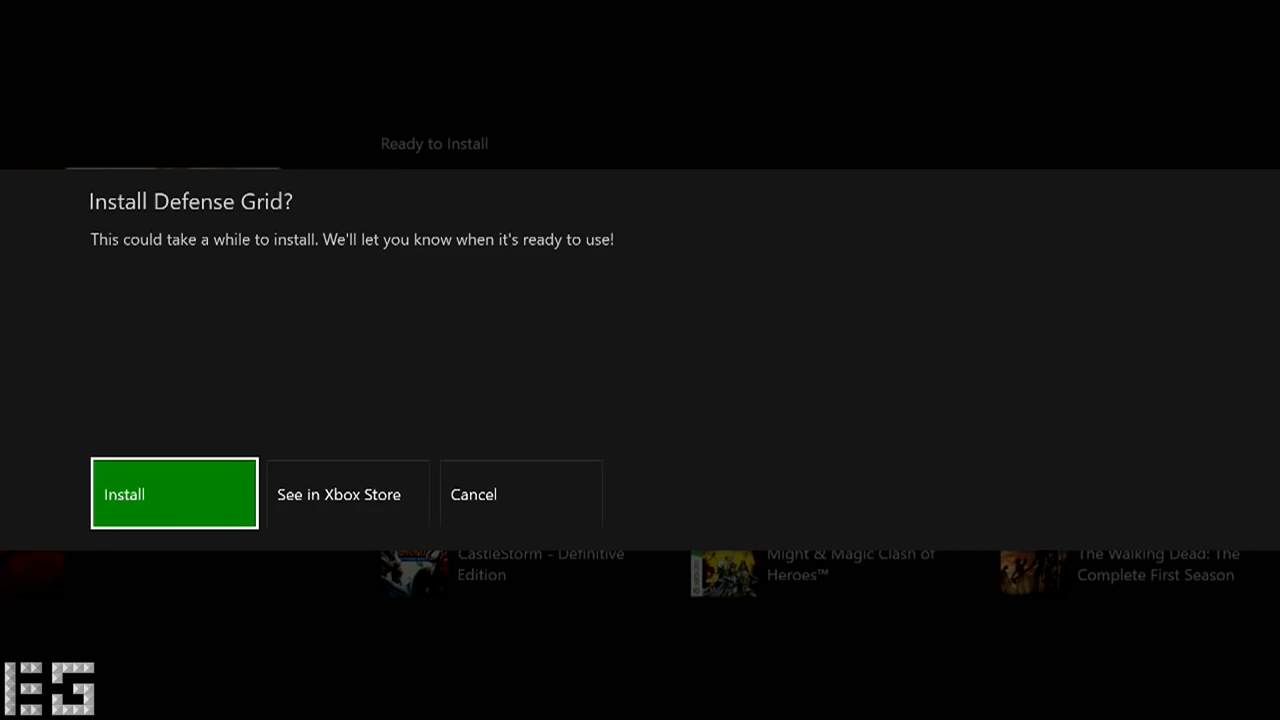 Ready to Install
Install Defense Grid?
This could take a while to install. We'll let you know when it's ready to use!
Install
See in Xbox Store
Cancel
CastleStorm - Definitive
Edition
Might & Magic Clash of
Heroes™
The Walking Dead: The
Complete First Season
EG